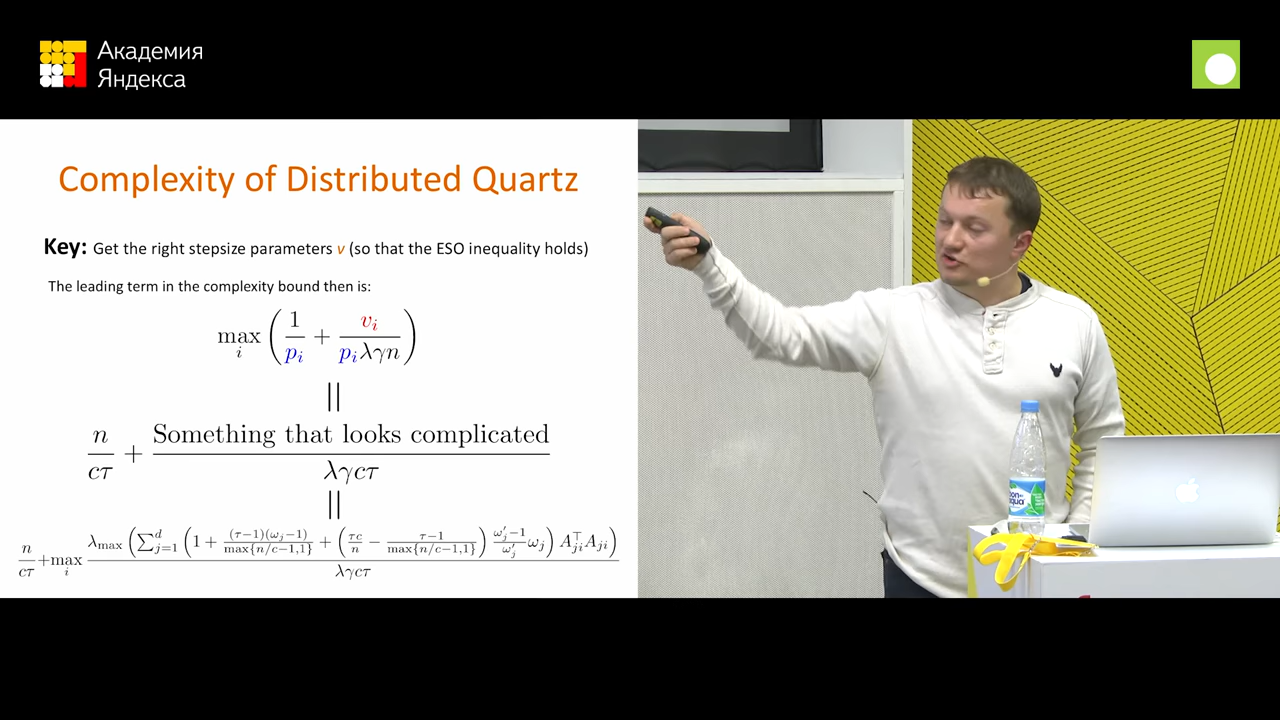 Академия
Яндекса
Complexity of Distributed Quartz
Key: Get the right stepsize parameters v (so that the ESO inequality holds)
The leading term in the complexity bound then is:
max_i ( 1/p_i + v_i/(p_i λγn) )
||
n/(cτ) + Something that looks complicated/(λγcτ)
||
n/(cτ) + max_i λ_max ( ∑_{j=1}^d ( 1 + (τ−1)(ω_j−1)/max{n/c−1,1} + ( τc/n − τ−1/max{n/c−1,1} ) ω′_j−1/ω′_j ω_j ) A_{ji}^⊤ A_{ji} ) / (λγcτ)
aqua